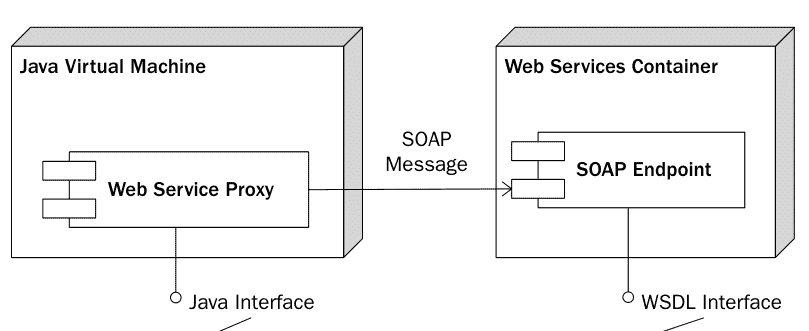 Java Virtual Machine
Web Services Container
SOAP
Message
Web Service Proxy
SOAP Endpoint
Java Interface
WSDL Interface